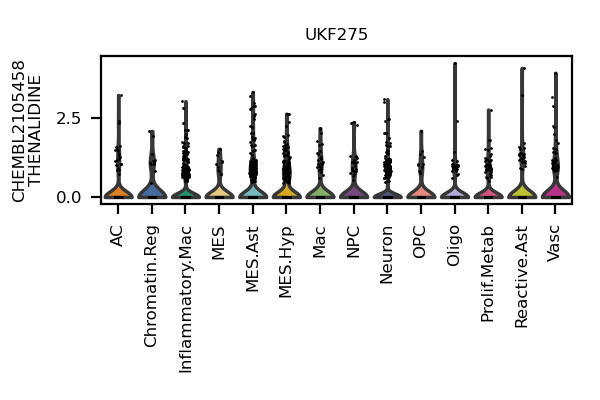 UKF275
CHEMBL2105458
THENALIDINE
2.5
0.0
AC
Chromatin.Reg
Inflammatory.Mac
MES
MES.Ast
MES.Hyp
Mac
NPC
Neuron
OPC
Oligo
Prolif.Metab
Reactive.Ast
Vasc